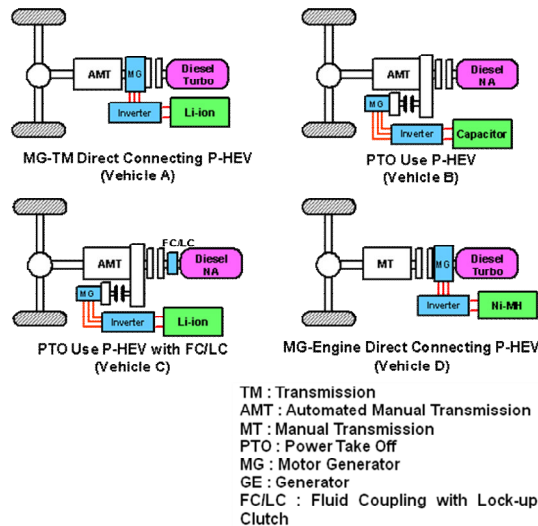 AMT
MG
Diesel
Turbo
Inverter
Li-ion
MG-TM Direct Connecting P-HEV
(Vehicle A)
AMT
Diesel
NA
MG
Inverter
Capacitor
PTO Use P-HEV
(Vehicle B)
FC/LC
AMT
Diesel
NA
MG
Inverter
Li-ion
PTO Use P-HEV with FC/LC
(Vehicle C)
MT
MG
Diesel
Turbo
Inverter
Ni-MH
MG-Engine Direct Connecting P-HEV
(Vehicle D)
TM : Transmission
AMT : Automated Manual Transmission
MT : Manual Transmission
PTO : Power Take Off
MG : Motor Generator
GE : Generator
FC/LC : Fluid Coupling with Lock-up
Clutch